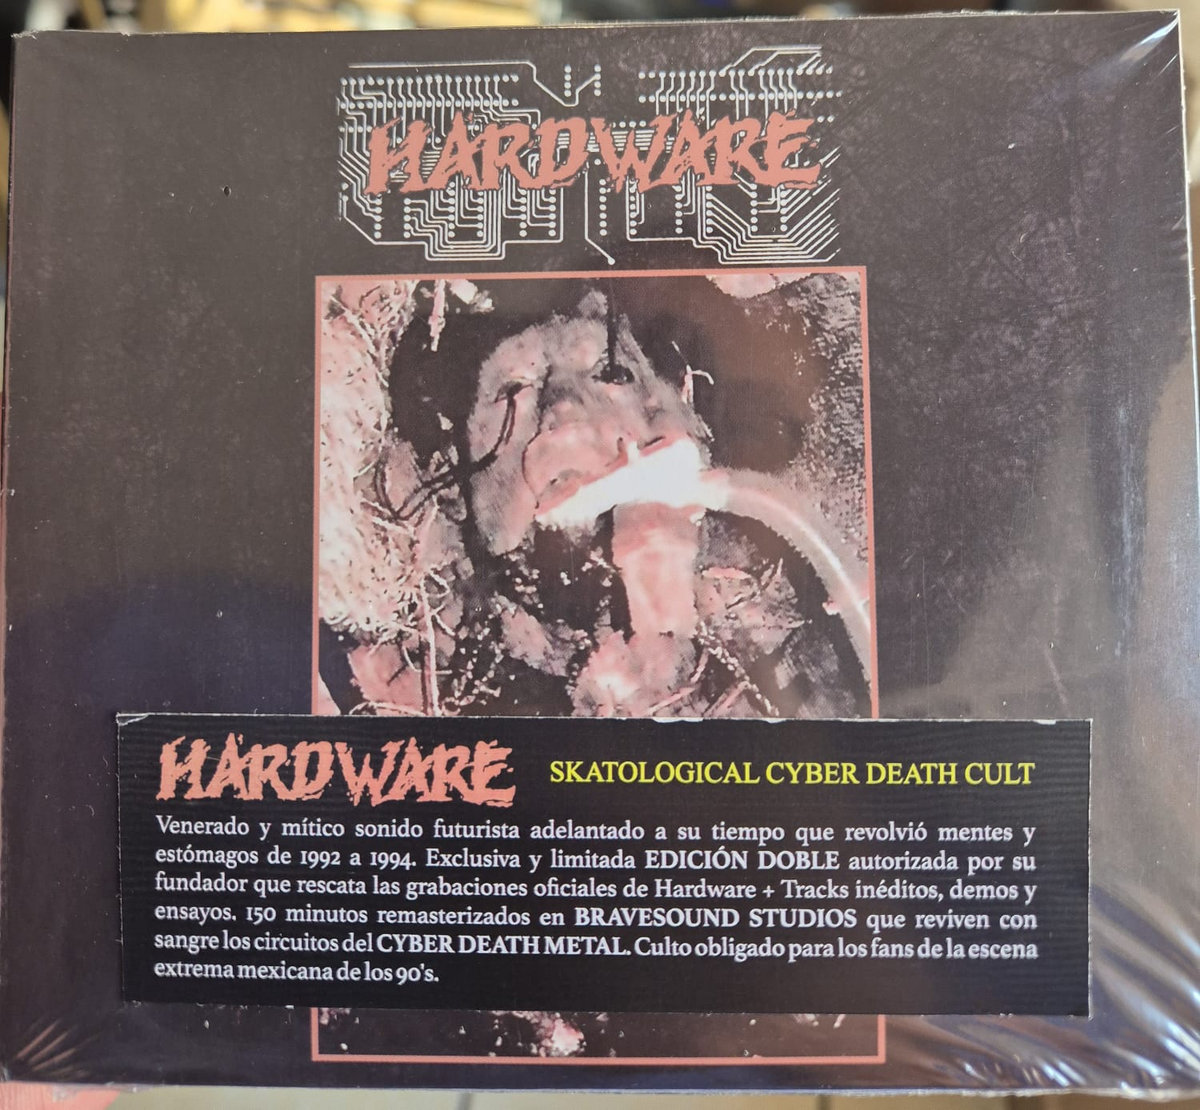 HARDWARE
HARDWARE
SKATOLOGICAL CYBER DEATH CULT
Venerado y mítico sonido futurista adelantado a su tiempo que revolvió mentes y
estómagos de 1992 a 1994. Exclusiva y limitada EDICIÓN DOBLE autorizada por su
fundador que rescata las grabaciones oficiales de Hardware + Tracks inéditos, demos y
ensayos. 150 minutos remasterizados en BRAVESOUND STUDIOS que reviven con
sangre los circuitos del CYBER DEATH METAL. Culto obligado para los fans de la escena
extrema mexicana de los 90's.